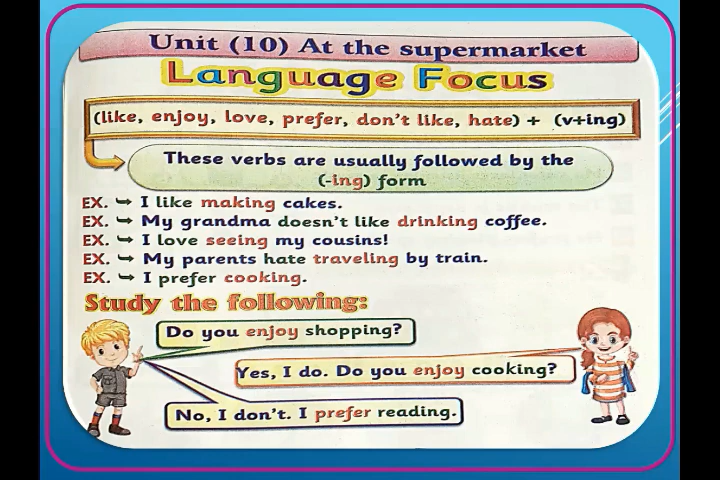 Unit (10) At the supermarket
Language Focus
(like, enjoy, love, prefer, don't like, hate) + (v+ing)
These verbs are usually followed by the
(-ing) form
EX. ➥ I like making cakes.
EX. ➥ My grandma doesn't like drinking coffee.
EX. ➥ I love seeing my cousins!
EX. ➥ My parents hate traveling by train.
EX. ➥ I prefer cooking.
Study the following:
Do you enjoy shopping?
Yes, I do. Do you enjoy cooking?
No, I don't. I prefer reading.